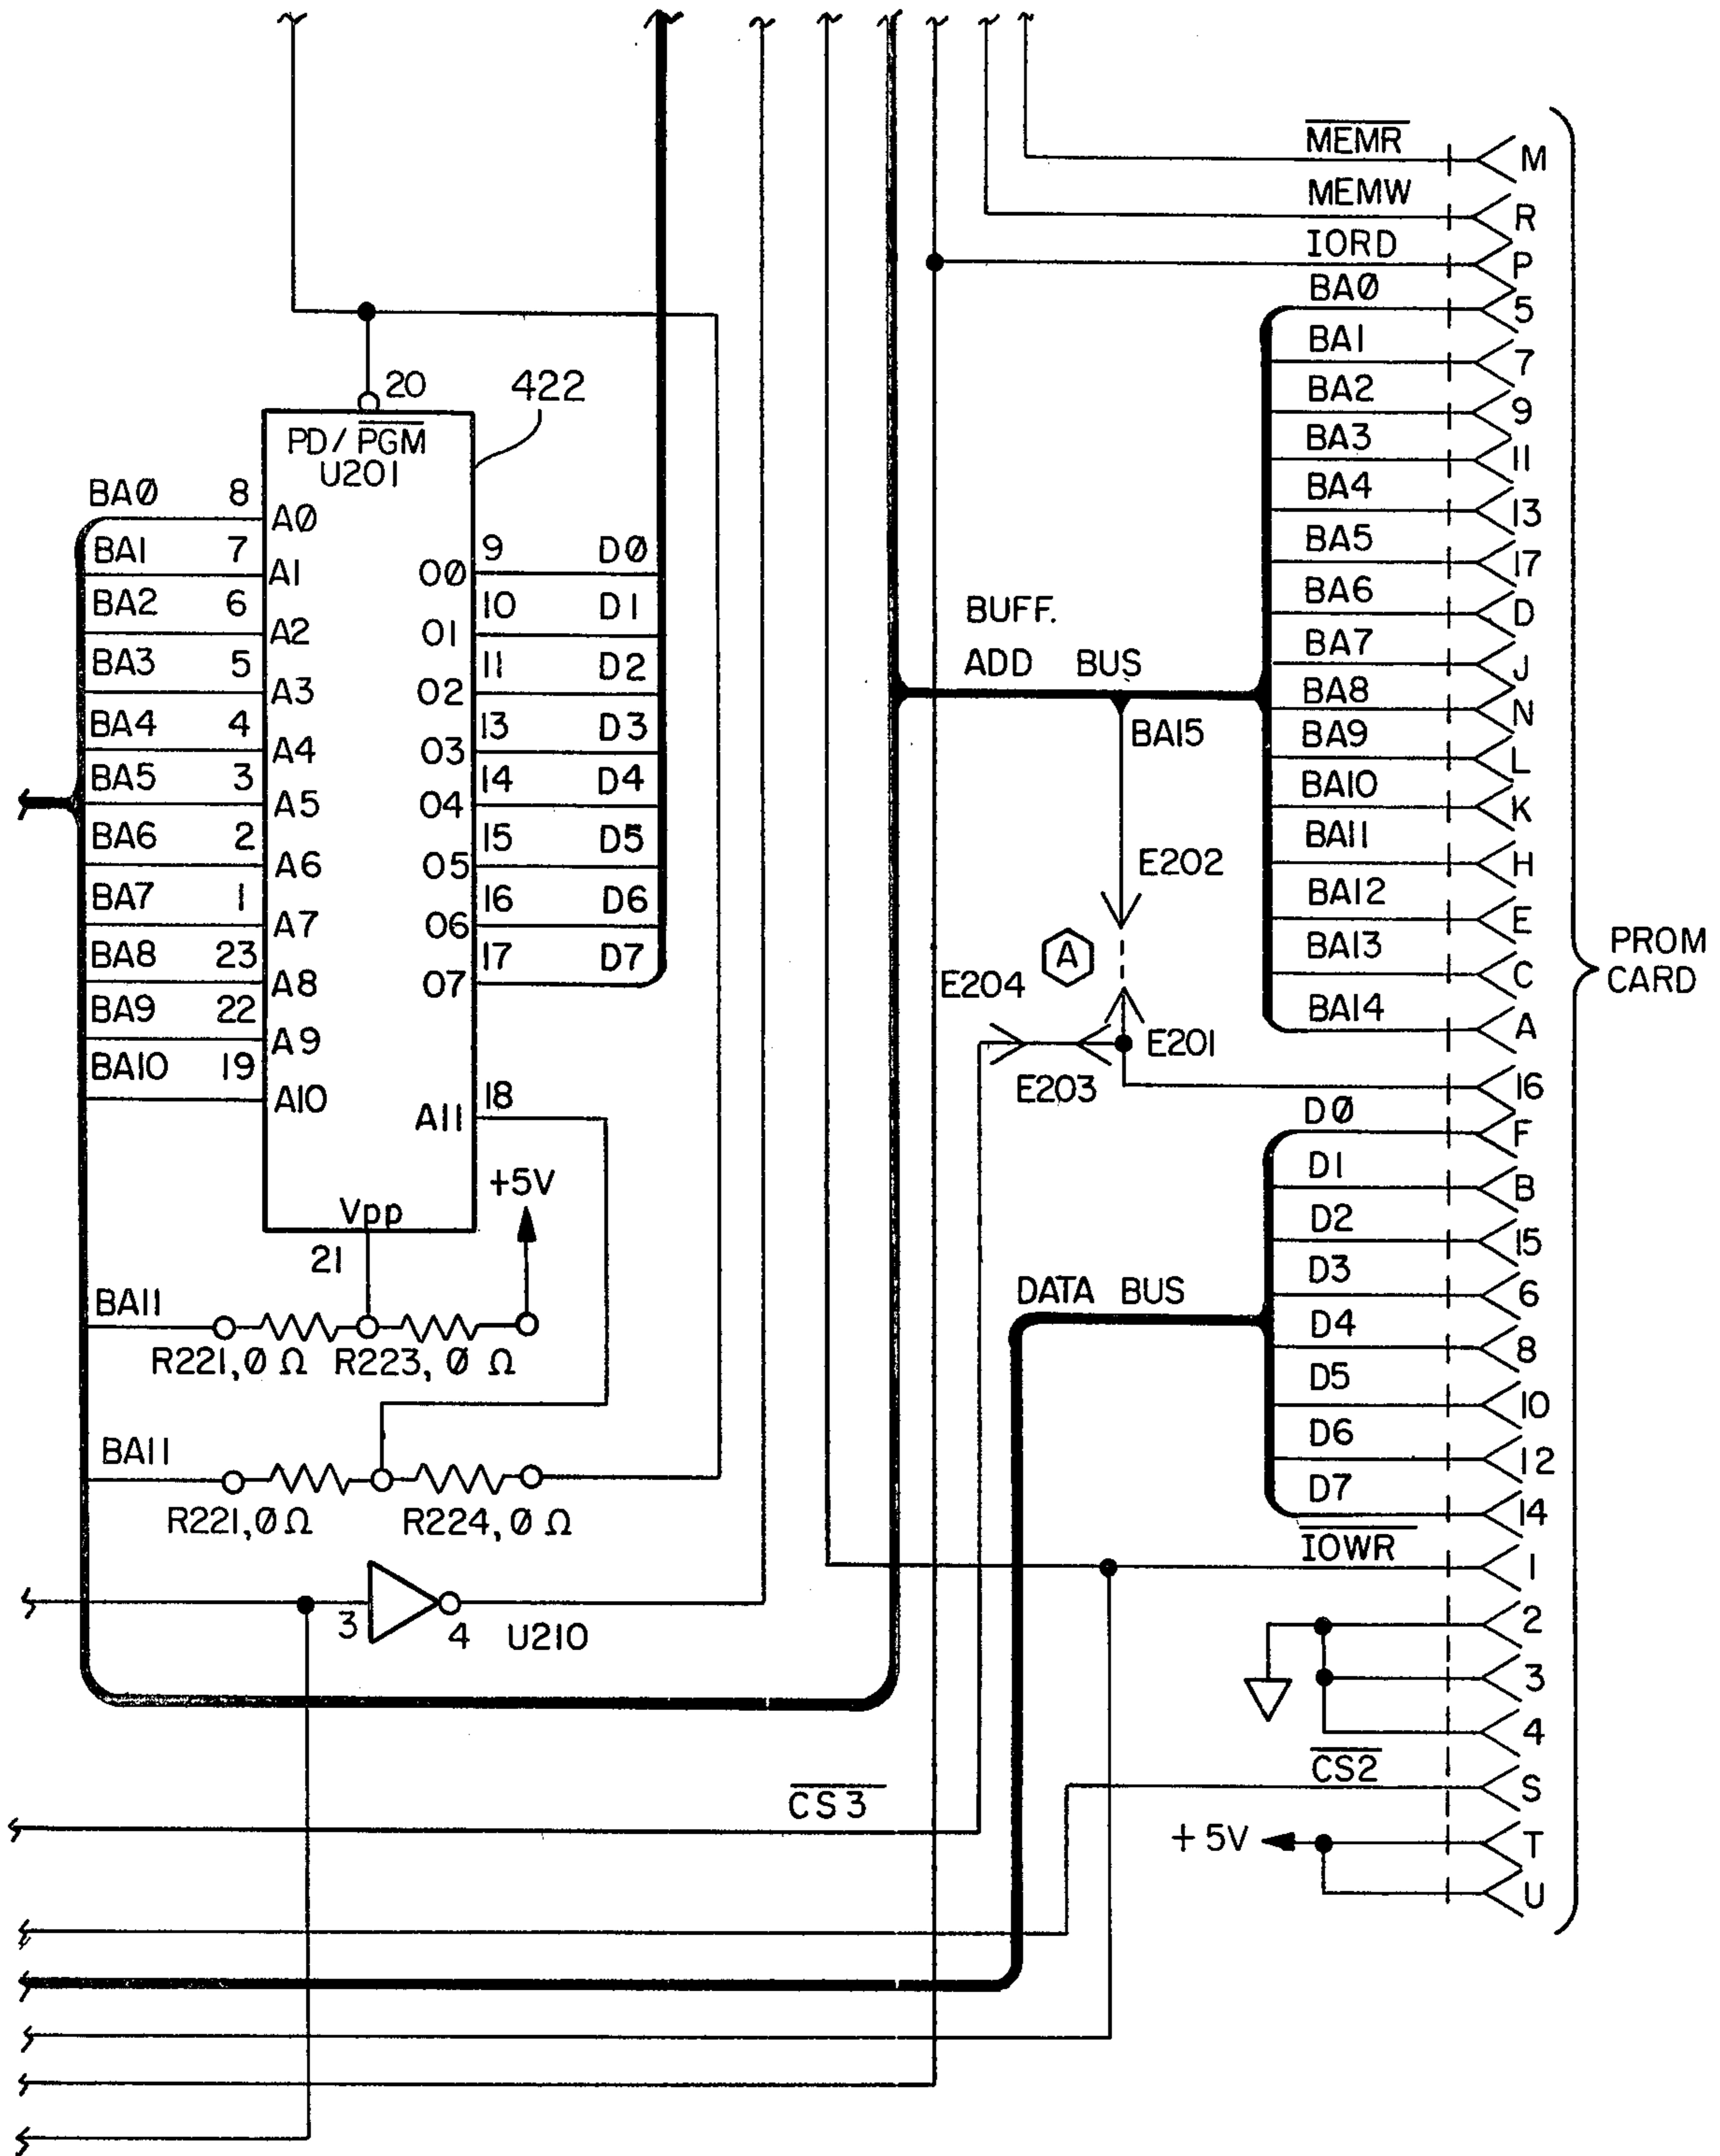 MEMR M
MEMW R
IORD P
BAØ 5
BA1 7
BA2 9
BA3 11
BA4 13
BA5 17
BA6 D
BA7 J
BA8 N
BA9 L
BA10 K
BA11 H
BA12 E
BA13 C
BA14 A
16
DØ F
D1 B
D2 15
D3 6
D4 8
D5 10
D6 12
D7 14
IOWR 1
2
3
4
CS2 S
+5V T
U
PROM
CARD
20
422
PD/PGM
U201
BAØ 8 A0
BA1 7 A1
BA2 6 A2
BA3 5 A3
BA4 4 A4
BA5 3 A5
BA6 2 A6
BA7 1 A7
BA8 23 A8
BA9 22 A9
BA10 19 A10
O0 9 DØ
O1 10 D1
O2 11 D2
O3 13 D3
O4 14 D4
O5 15 D5
O6 16 D6
O7 17 D7
A11 18
Vpp
21
+5V
BA11
R221,Ø Ω R223, Ø Ω
BA11
R221,Ø Ω R224,Ø Ω
3 4 U210
BUFF.
ADD BUS
BA15
E202
A
E204
E201
E203
DATA BUS
CS3